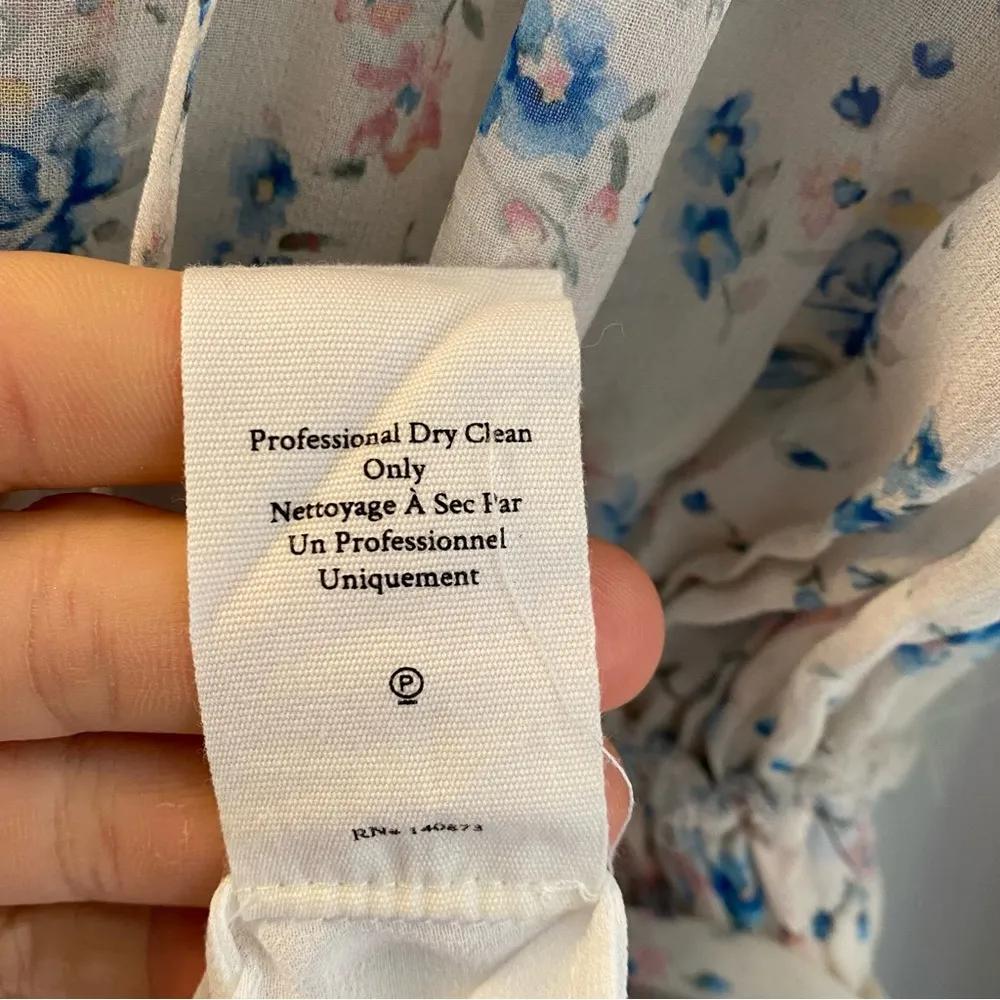 Professional Dry Clean
Only
Nettoyage À Sec Par
Un Professionnel
Uniquement
P
RN# 140873